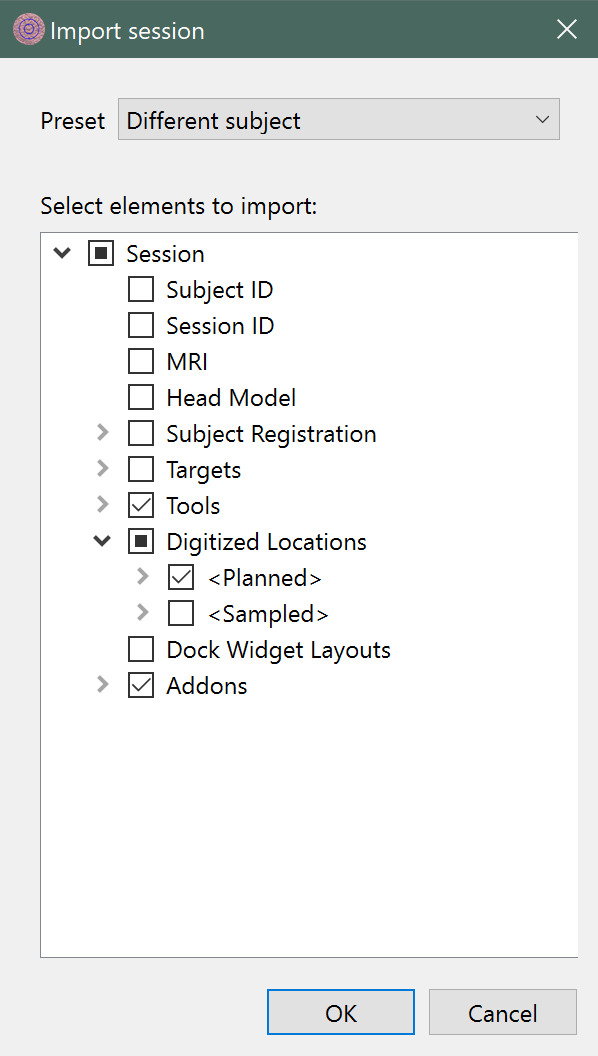 Import session
Preset Different subject
Select elements to import:
Session
Subject ID
Session ID
MRI
Head Model
Subject Registration
Targets
Tools
Digitized Locations
<Planned>
<Sampled>
Dock Widget Layouts
Addons
OK Cancel